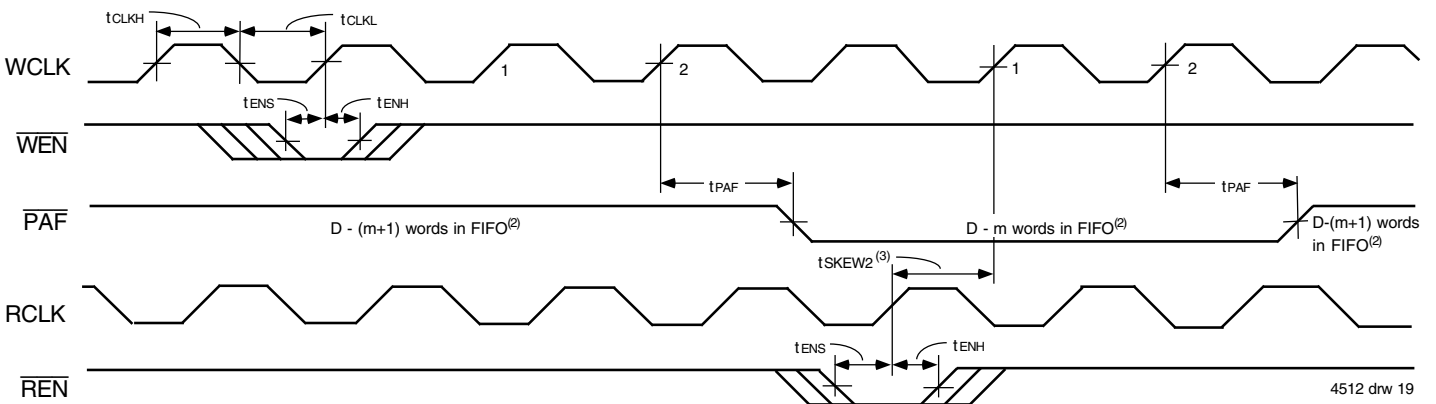 tCLKH tCLKL
WCLK 1 2 1 2
tENS tENH
WEN
tPAF tPAF
PAF
D - (m+1) words in FIFO(2) D - m words in FIFO(2) D-(m+1) words
in FIFO(2)
tSKEW2(3)
RCLK
tENS tENH
REN
4512 drw 19